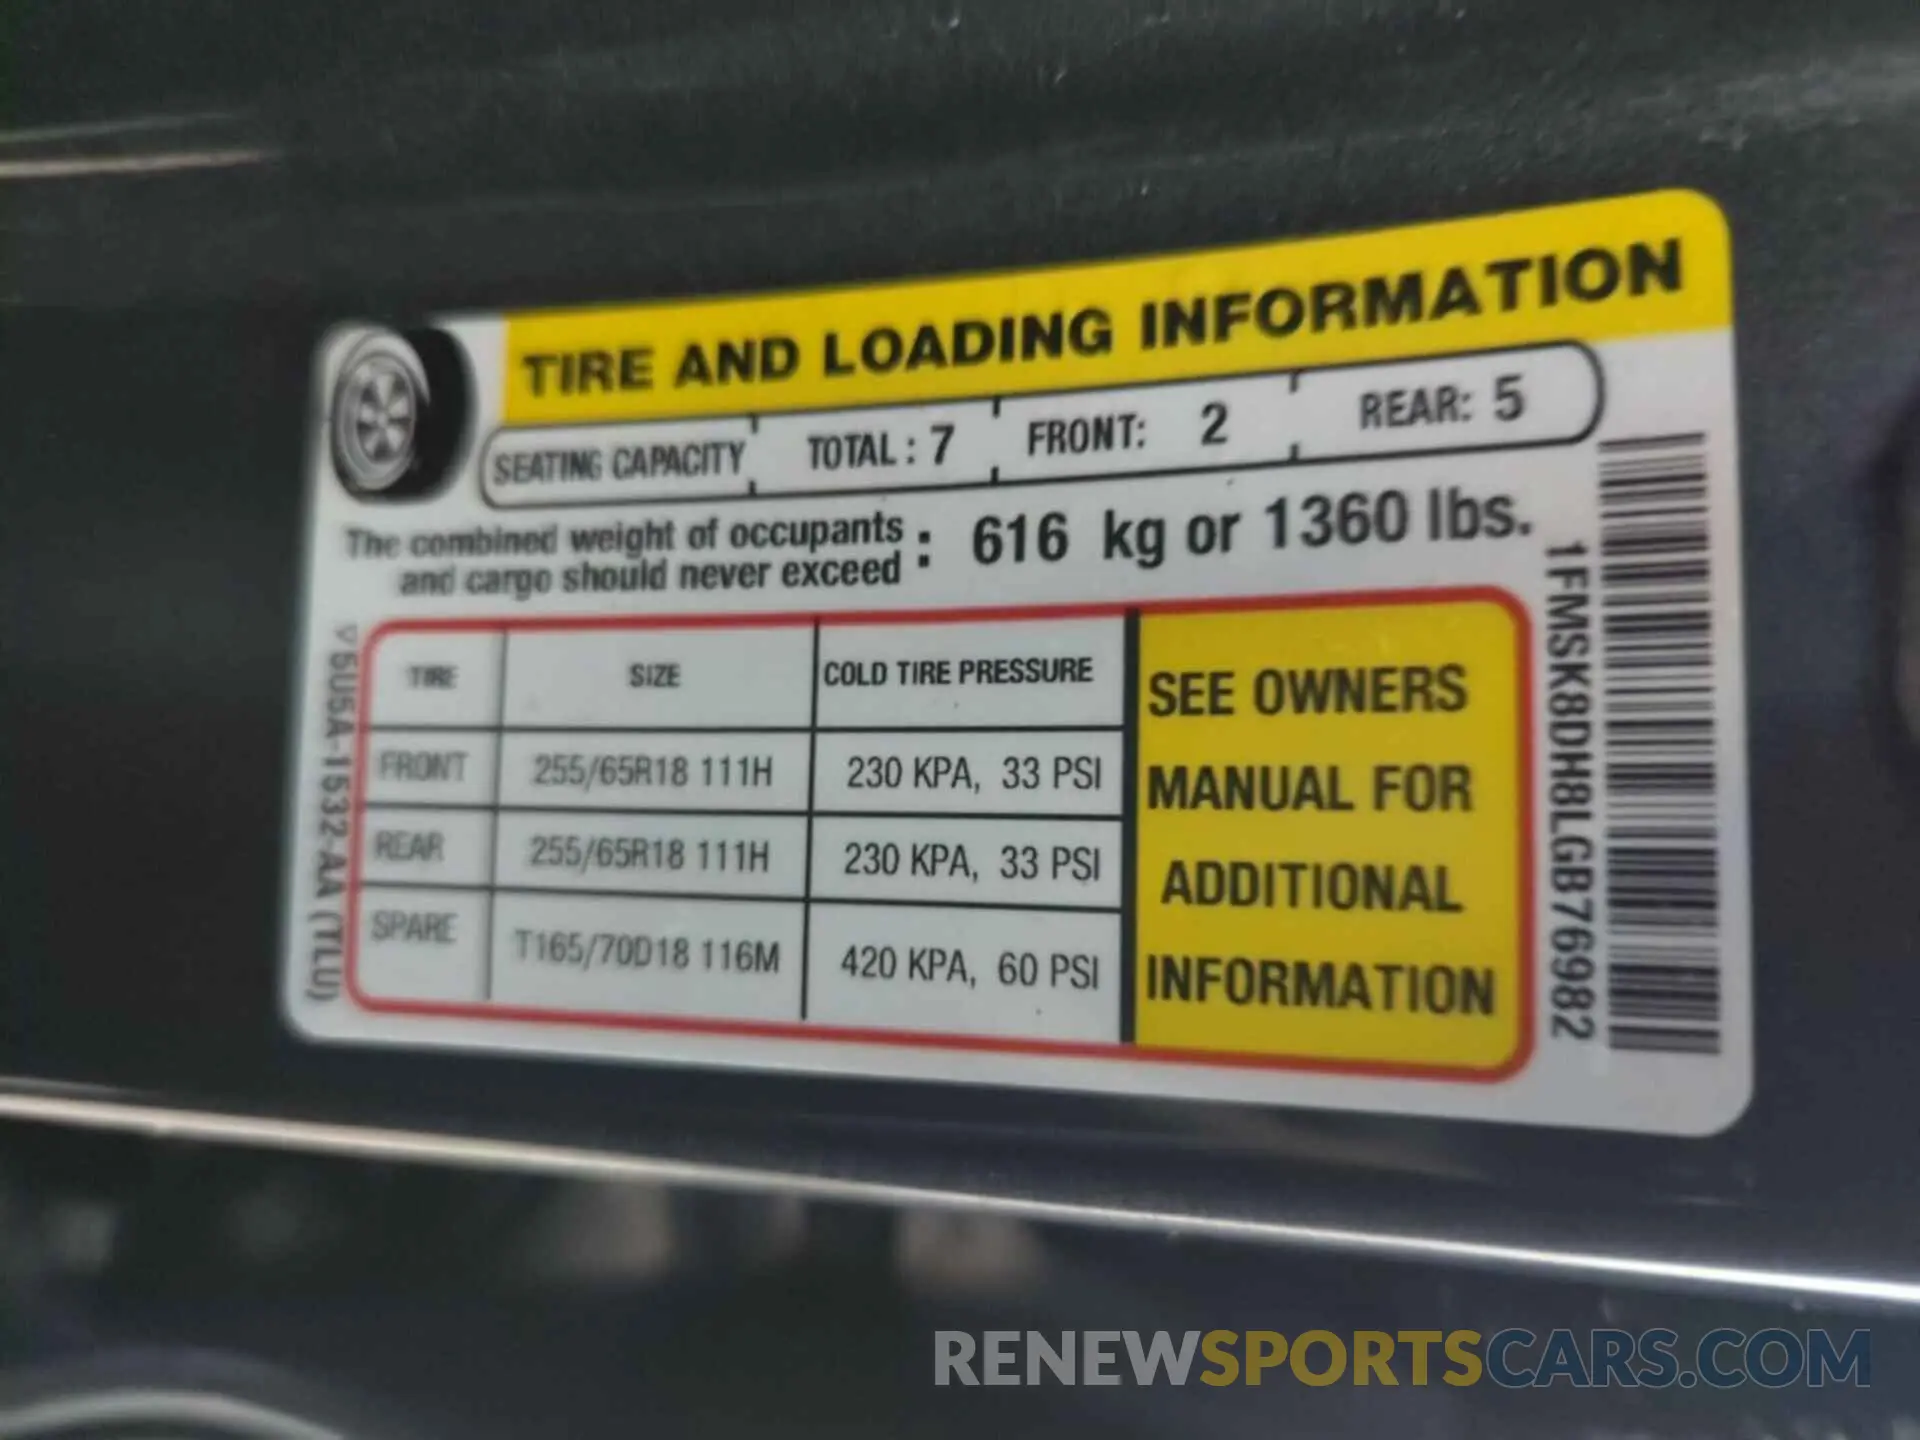 TIRE AND LOADING INFORMATION
SEATING CAPACITY TOTAL : 7 FRONT: 2 REAR: 5
The combined weight of occupants
and cargo should never exceed : 616 kg or 1360 lbs.
TIRE SIZE COLD TIRE PRESSURE
FRONT 255/65R18 111H 230 KPA, 33 PSI
REAR 255/65R18 111H 230 KPA, 33 PSI
SPARE T165/70D18 116M 420 KPA, 60 PSI
SEE OWNERS
MANUAL FOR
ADDITIONAL
INFORMATION
1FMSK8DH8LGB76982
V5U5A-1532-AA (TLU)
RENEWSPORTSCARS.COM